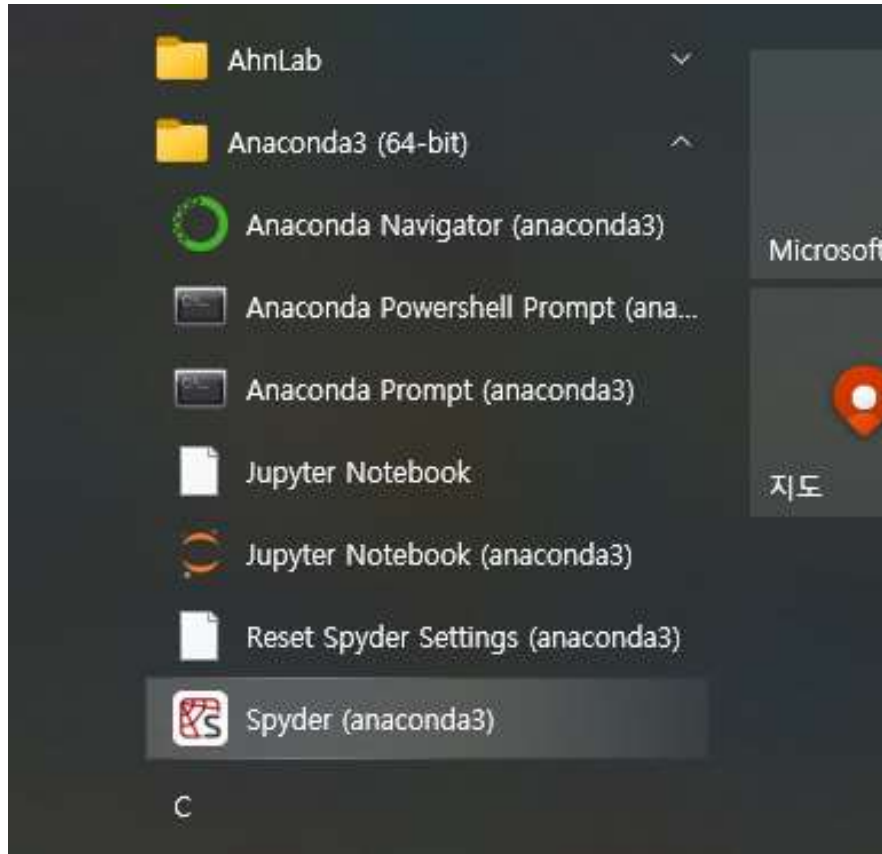 AhnLab
Anaconda3 (64-bit)
Anaconda Navigator (anaconda3)
Anaconda Powershell Prompt (ana...
Anaconda Prompt (anaconda3)
Jupyter Notebook
Jupyter Notebook (anaconda3)
Reset Spyder Settings (anaconda3)
Spyder (anaconda3)
C
Microsoft
지도